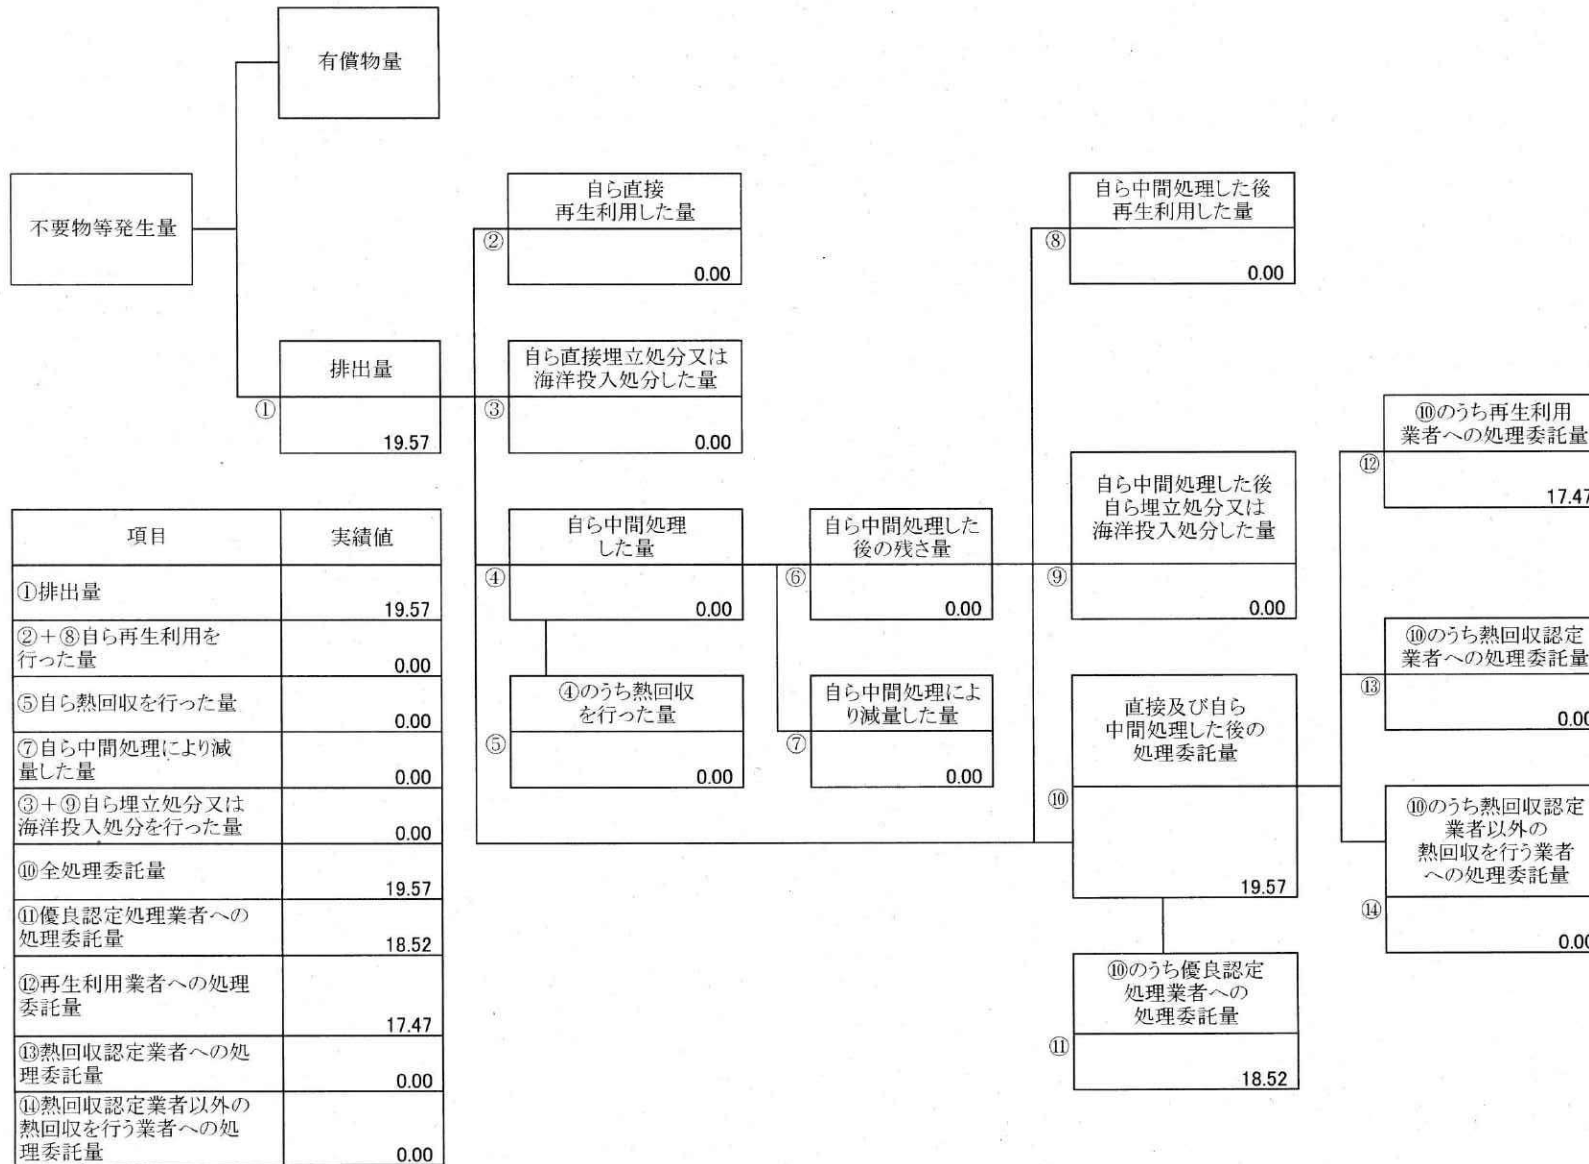 有償物量
不要物等発生量
排出量
①
19.57
自ら直接
再生利用した量
②
0.00
自ら直接埋立処分又は
海洋投入処分した量
③
0.00
自ら中間処理
した量
④
0.00
④のうち熱回収
を行った量
⑤
0.00
自ら中間処理した
後の残さ量
⑥
0.00
自ら中間処理によ
り減量した量
⑦
0.00
自ら中間処理した後
再生利用した量
⑧
0.00
自ら中間処理した後
自ら埋立処分又は
海洋投入処分した量
⑨
0.00
直接及び自ら
中間処理した後の
処理委託量
⑩
19.57
⑩のうち優良認定
処理業者への
処理委託量
⑪
18.52
⑩のうち再生利用
業者への処理委託量
⑫
17.47
⑩のうち熱回収認定
業者への処理委託量
⑬
0.00
⑩のうち熱回収認定
業者以外の
熱回収を行う業者
への処理委託量
⑭
0.00
項目 実績値
①排出量
19.57
②+⑧自ら再生利用を
行った量 0.00
⑤自ら熱回収を行った量
0.00
⑦自ら中間処理により減
量した量 0.00
③+⑨自ら埋立処分又は
海洋投入処分を行った量 0.00
⑩全処理委託量
19.57
⑪優良認定処理業者への
処理委託量 18.52
⑫再生利用業者への処理
委託量
17.47
⑬熱回収認定業者への処
理委託量 0.00
⑭熱回収認定業者以外の
熱回収を行う業者への処
理委託量 0.00